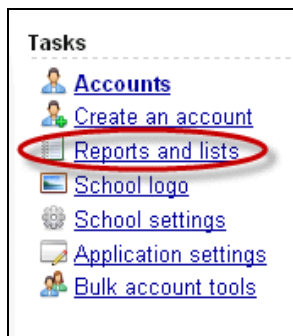 Tasks
Accounts
Create an account
Reports and lists
School logo
School settings
Application settings
Bulk account tools